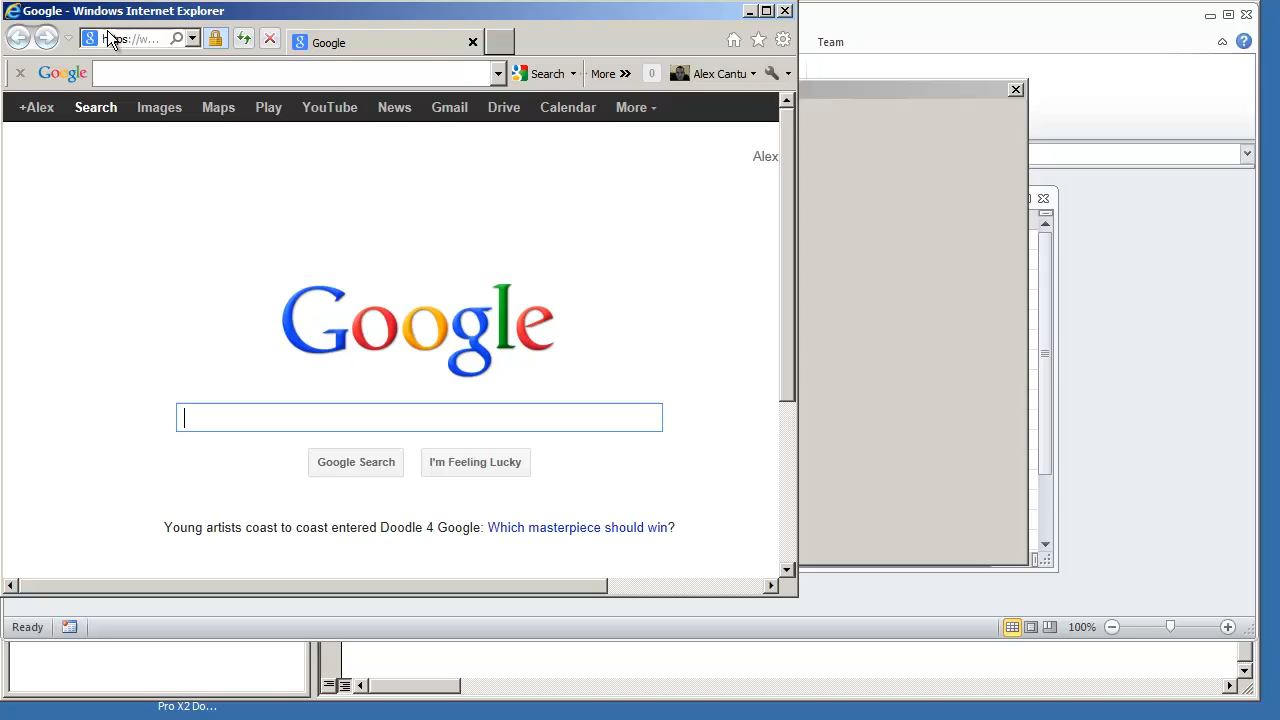 Google - Windows Internet Explorer
Team
ps://w...
Google
Google
Search
More
0
Alex Cantu
+Alex Search Images Maps Play YouTube News Gmail Drive Calendar More
Alex
Google
Google Search
I'm Feeling Lucky
Young artists coast to coast entered Doodle 4 Google: Which masterpiece should win?
Ready
100%
Pro X2 Do...